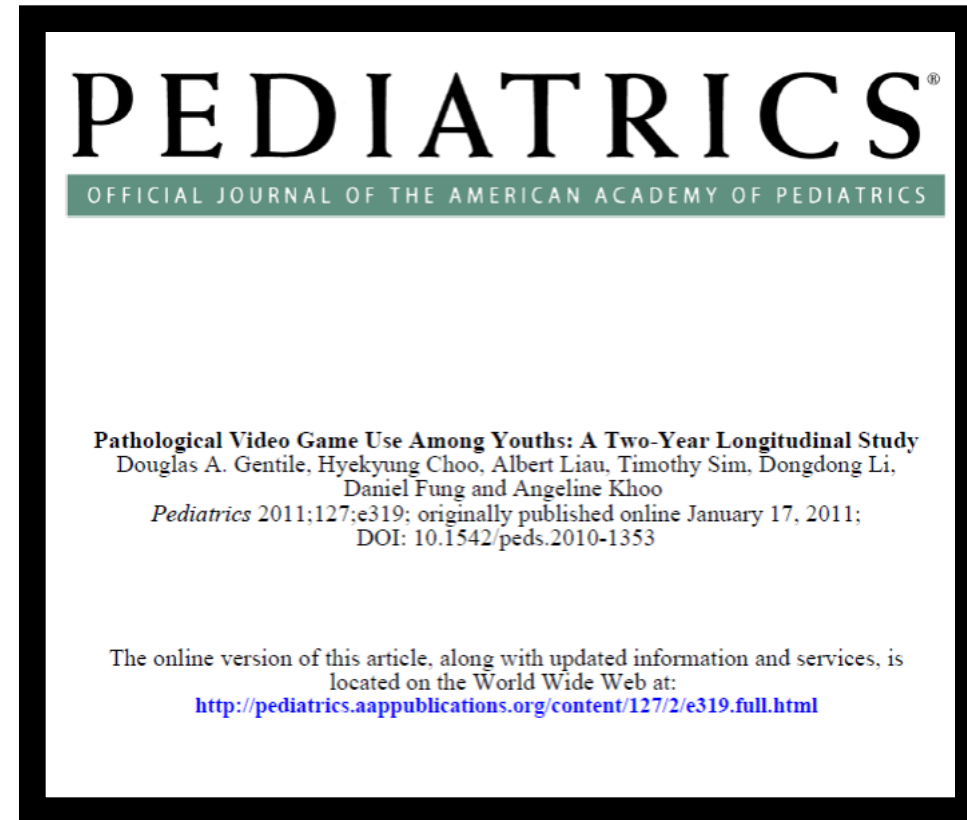 PEDIATRICS®
OFFICIAL JOURNAL OF THE AMERICAN ACADEMY OF PEDIATRICS
Pathological Video Game Use Among Youths: A Two-Year Longitudinal Study
Douglas A. Gentile, Hyekyung Choo, Albert Liau, Timothy Sim, Dongdong Li,
Daniel Fung and Angeline Khoo
Pediatrics 2011;127;e319; originally published online January 17, 2011;
DOI: 10.1542/peds.2010-1353
The online version of this article, along with updated information and services, is
located on the World Wide Web at:
http://pediatrics.aappublications.org/content/127/2/e319.full.html